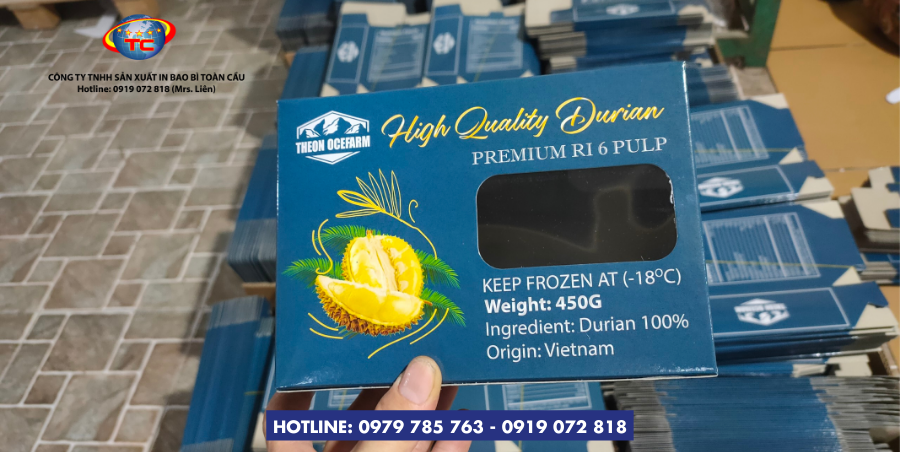 TC
CÔNG TY TNHH SẢN XUẤT IN BAO BÌ TOÀN CẦU
Hotline: 0919 072 818 (Mrs. Liên)
THEON OCEFARM
High Quality Durian
PREMIUM RI 6 PULP
KEEP FROZEN AT (-18°C)
Weight: 450G
Ingredient: Durian 100%
Origin: Vietnam
HOTLINE: 0979 785 763 - 0919 072 818